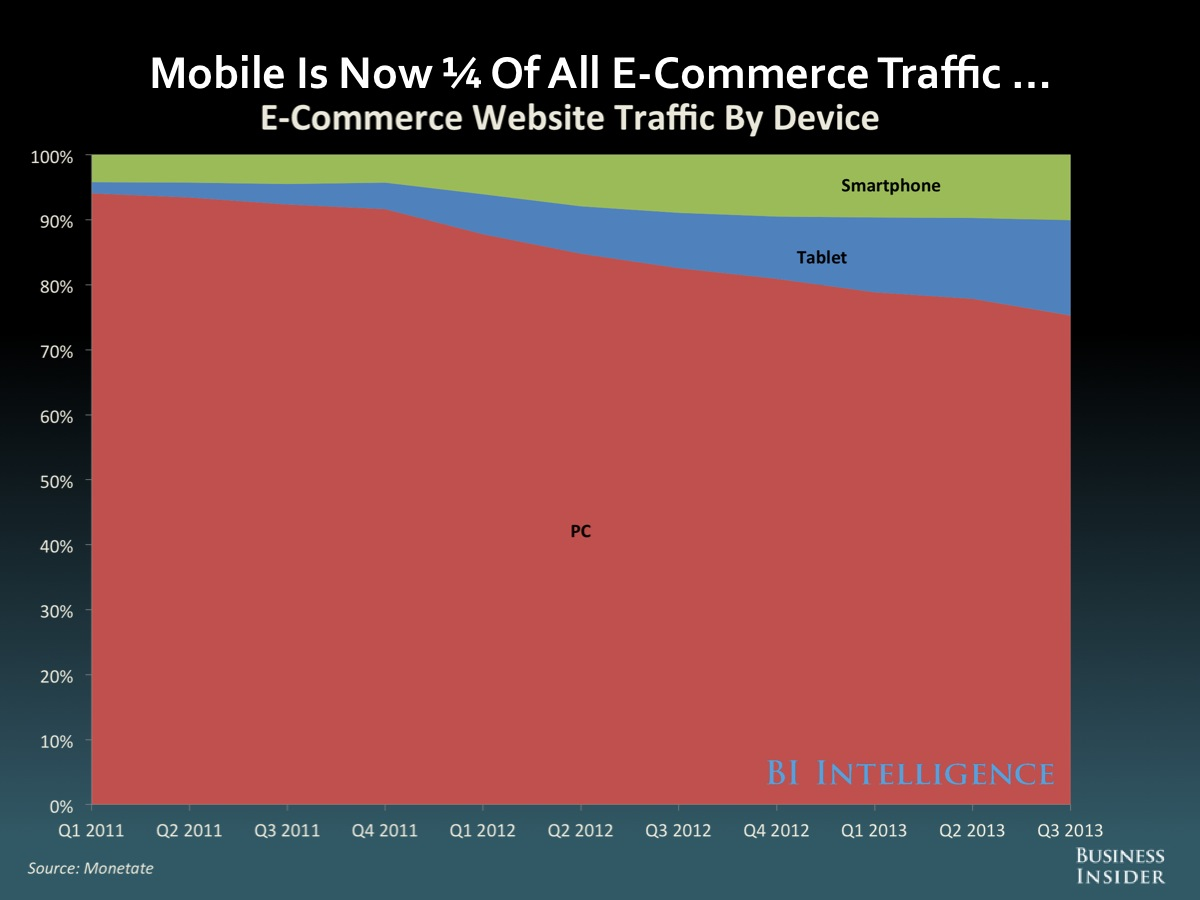 Mobile Is Now ¼ Of All E-Commerce Traffic ...
E-Commerce Website Traffic By Device
100%
90%
80%
70%
60%
50%
40%
30%
20%
10%
0%
Smartphone
Tablet
PC
BI INTELLIGENCE
Q1 2011 Q2 2011 Q3 2011 Q4 2011 Q1 2012 Q2 2012 Q3 2012 Q4 2012 Q1 2013 Q2 2013 Q3 2013
Source: Monetate
BUSINESS
INSIDER